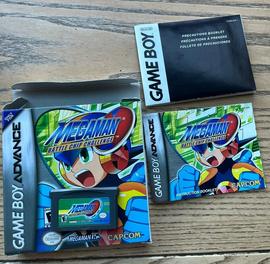 GAME BOY
PRECAUTIONS BOOKLET
PRÉCAUTIONS À PRENDRE
FOLLETO DE PRECAUCIONES
GAME BOY ADVANCE
MEGAMAN
BATTLE CHIP CHALLENGE
CAPCOM
MEGAMAN
GAME BOY ADVANCE
MEGAMAN
BATTLE CHIP CHALLENGE
INSTRUCTION BOOKLET
CAPCOM